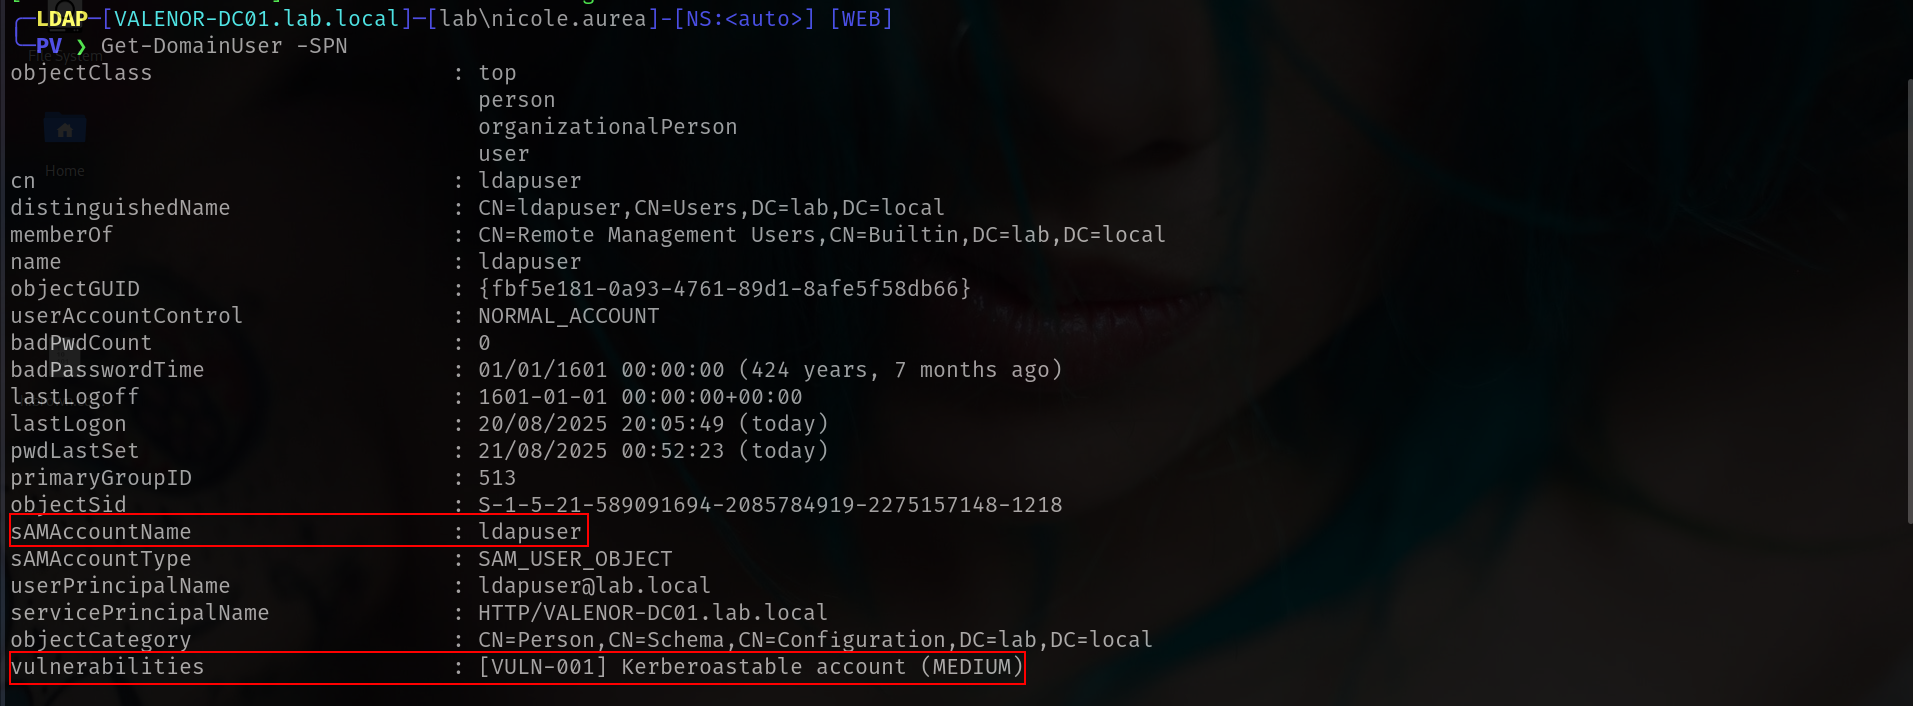 LDAP─[VALENOR-DC01.lab.local]─[lab\nicole.aurea]-[NS:<auto>] [WEB]
PV ❯ Get-DomainUser -SPN
File System
objectClass : top
person
organizationalPerson
user
Home
cn : ldapuser
distinguishedName : CN=ldapuser,CN=Users,DC=lab,DC=local
memberOf : CN=Remote Management Users,CN=Builtin,DC=lab,DC=local
name : ldapuser
objectGUID : {fbf5e181-0a93-4761-89d1-8afe5f58db66}
userAccountControl : NORMAL_ACCOUNT
badPwdCount : 0
badPasswordTime : 01/01/1601 00:00:00 (424 years, 7 months ago)
lastLogoff : 1601-01-01 00:00:00+00:00
lastLogon : 20/08/2025 20:05:49 (today)
pwdLastSet : 21/08/2025 00:52:23 (today)
primaryGroupID : 513
objectSid : S-1-5-21-589091694-2085784919-2275157148-1218
sAMAccountName : ldapuser
sAMAccountType : SAM_USER_OBJECT
userPrincipalName : ldapuser@lab.local
servicePrincipalName : HTTP/VALENOR-DC01.lab.local
objectCategory : CN=Person,CN=Schema,CN=Configuration,DC=lab,DC=local
vulnerabilities : [VULN-001] Kerberoastable account (MEDIUM)